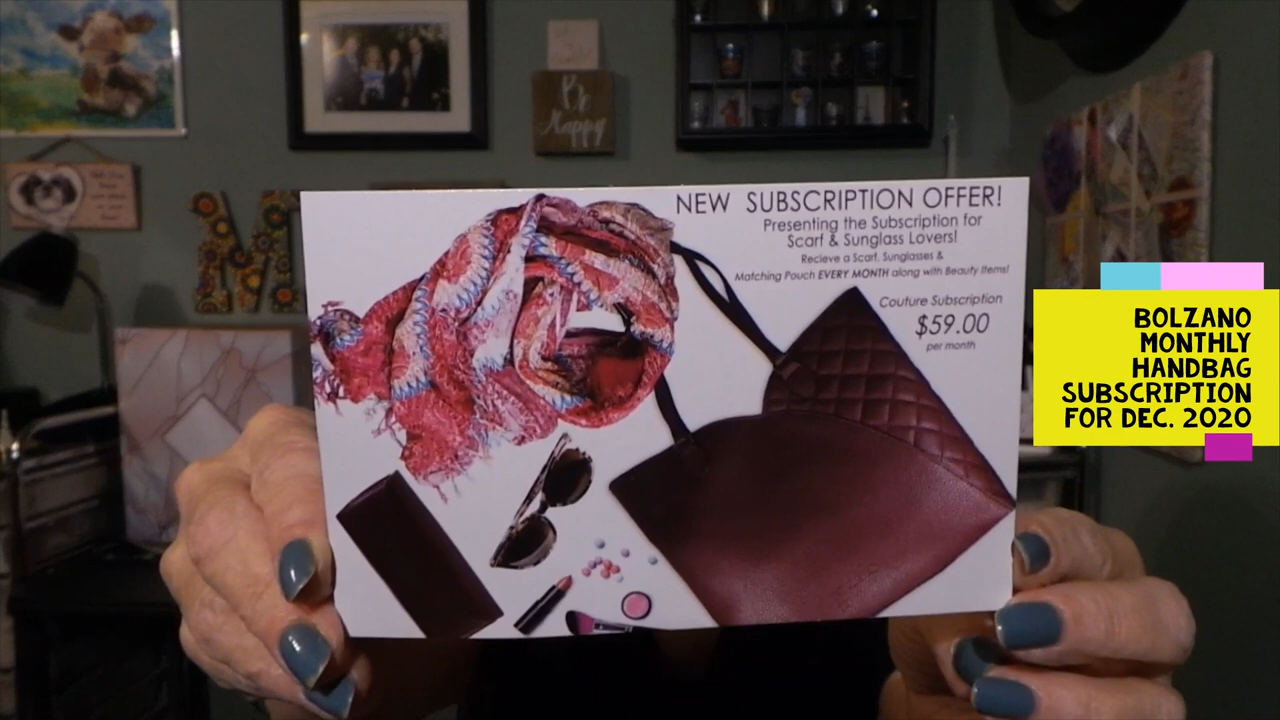 Be
Happy
M
NEW SUBSCRIPTION OFFER!
Presenting the Subscription for
Scarf & Sunglass Lovers!
Recieve a Scarf, Sunglasses &
Matching Pouch EVERY MONTH along with Beauty Items!
Couture Subscription
$59.00
per month
BOLZANO
MONTHLY
HANDBAG
SUBSCRIPTION
FOR DEC. 2020